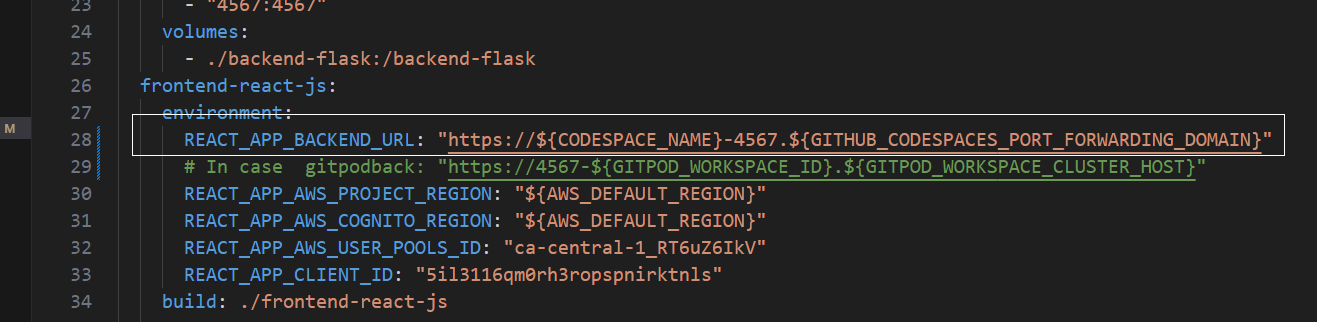 23 - "4567:4567"
24 volumes:
25 - ./backend-flask:/backend-flask
26 frontend-react-js:
27 environment:
M
28 REACT_APP_BACKEND_URL: "https://${CODESPACE_NAME}-4567.${GITHUB_CODESPACES_PORT_FORWARDING_DOMAIN}"
29 # In case  gitpodback: "https://4567-${GITPOD_WORKSPACE_ID}.${GITPOD_WORKSPACE_CLUSTER_HOST}"
30 REACT_APP_AWS_PROJECT_REGION: "${AWS_DEFAULT_REGION}"
31 REACT_APP_AWS_COGNITO_REGION: "${AWS_DEFAULT_REGION}"
32 REACT_APP_AWS_USER_POOLS_ID: "ca-central-1_RT6uZ6IkV"
33 REACT_APP_CLIENT_ID: "5il3116qm0rh3ropspnirktnls"
34 build: ./frontend-react-js